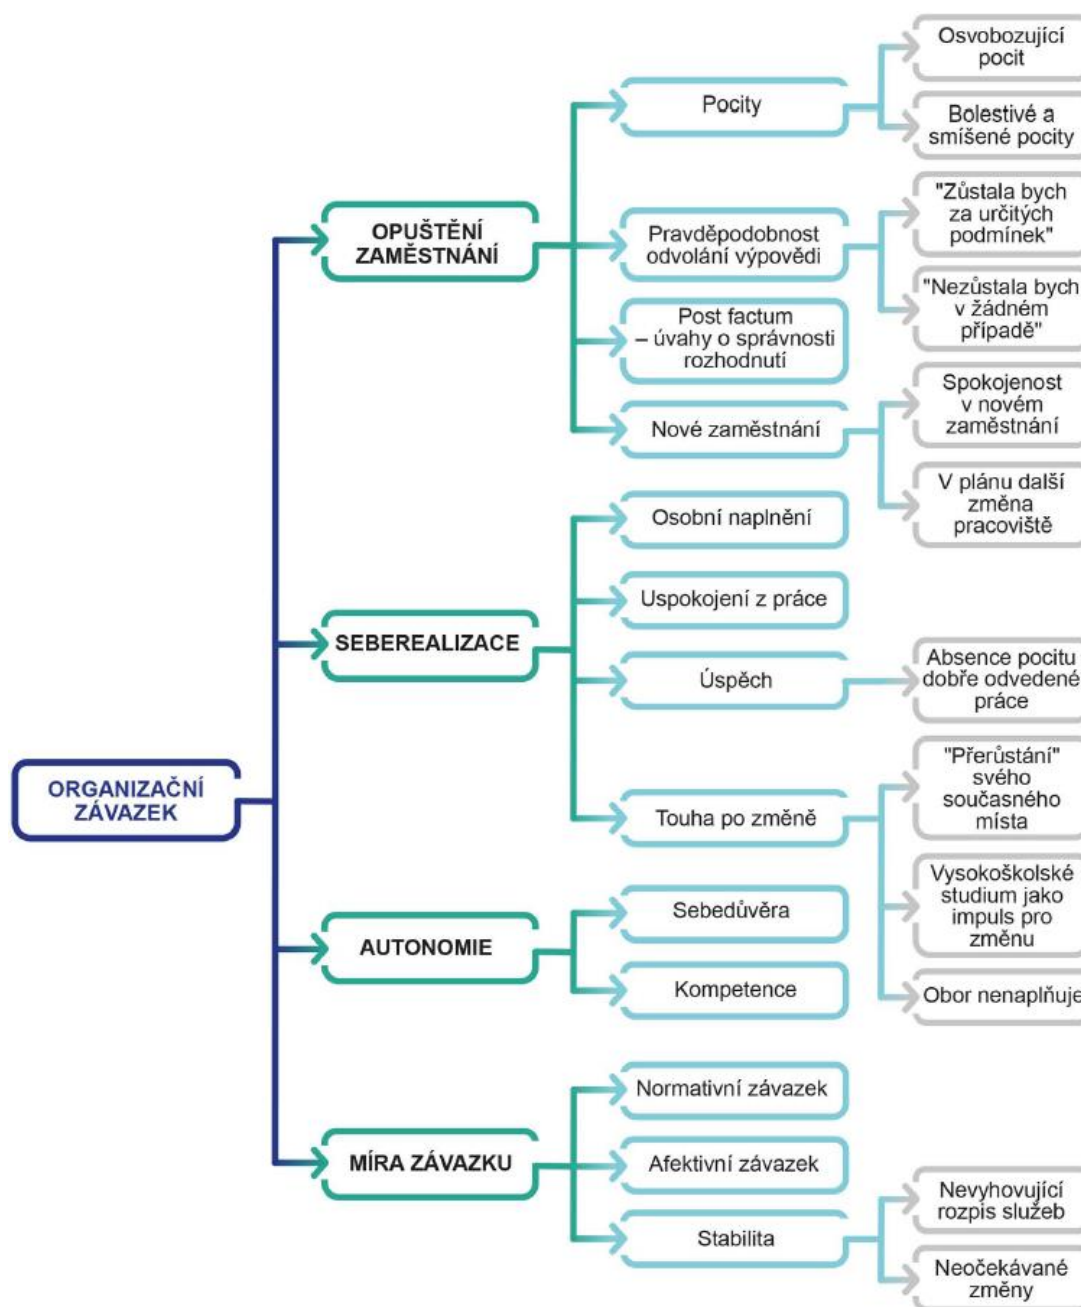 ORGANIZAČNÍ
ZÁVAZEK
OPUŠTĚNÍ
ZAMĚSTNÁNÍ
Pocity
Osvobozující
pocit
Bolestivé a
smíšené pocity
Pravděpodobnost
odvolání výpovědi
"Zůstala bych
za určitých
podmínek"
"Nezůstala bych
v žádném
případě"
Post factum
– úvahy o správnosti
rozhodnutí
Nové zaměstnání
Spokojenost
v novém
zaměstnání
V plánu další
změna
pracoviště
SEBEREALIZACE
Osobní naplnění
Uspokojení z práce
Úspěch
Absence pocitu
dobře odvedené
práce
Touha po změně
"Přerůstání"
svého
současného
místa
Vysokoškolské
studium jako
impuls pro
změnu
Obor nenaplňuje
AUTONOMIE
Sebedůvěra
Kompetence
MÍRA ZÁVAZKU
Normativní závazek
Afektivní závazek
Stabilita
Nevyhovující
rozpis služeb
Neočekávané
změny